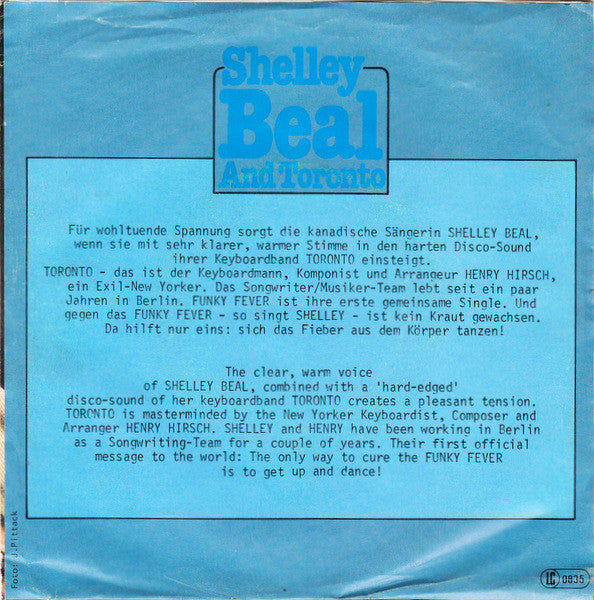 Shelley
Beal
And Toronto
Für wohltuende Spannung sorgt die kanadische Sängerin SHELLEY BEAL,
wenn sie mit sehr klarer, warmer Stimme in den harten Disco-Sound
ihrer Keyboardband TORONTO einsteigt.
TORONTO - das ist der Keyboardmann, Komponist und Arrangeur HENRY HIRSCH,
ein Exil-New Yorker. Das Songwriter/Musiker-Team lebt seit ein paar
Jahren in Berlin. FUNKY FEVER ist ihre erste gemeinsame Single. Und
gegen das FUNKY FEVER - so singt SHELLEY - ist kein Kraut gewachsen.
Da hilft nur eins: sich das Fieber aus dem Körper tanzen!
The clear, warm voice
of SHELLEY BEAL, combined with a 'hard-edged'
disco-sound of her keyboardband TORONTO creates a pleasant tension.
TORONTO is masterminded by the New Yorker Keyboardist, Composer and
Arranger HENRY HIRSCH. SHELLEY and HENRY have been working in Berlin
as a Songwriting-Team for a couple of years. Their first official
message to the world: The only way to cure the FUNKY FEVER
is to get up and dance!
Foto: J.Pittack
LC 0835